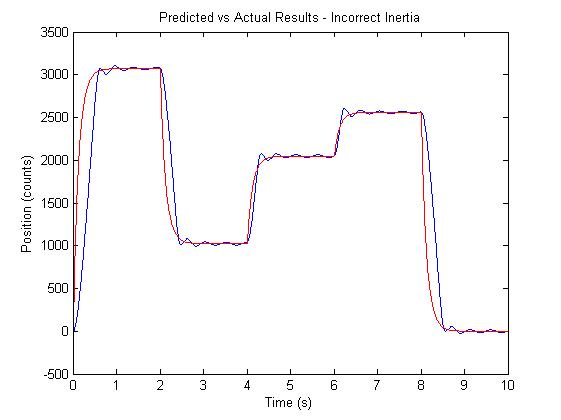 Predicted vs Actual Results - Incorrect Inertia
3500
3000
2500
2000
1500
1000
500
0
-500
Position (counts)
0 1 2 3 4 5 6 7 8 9 10
Time (s)